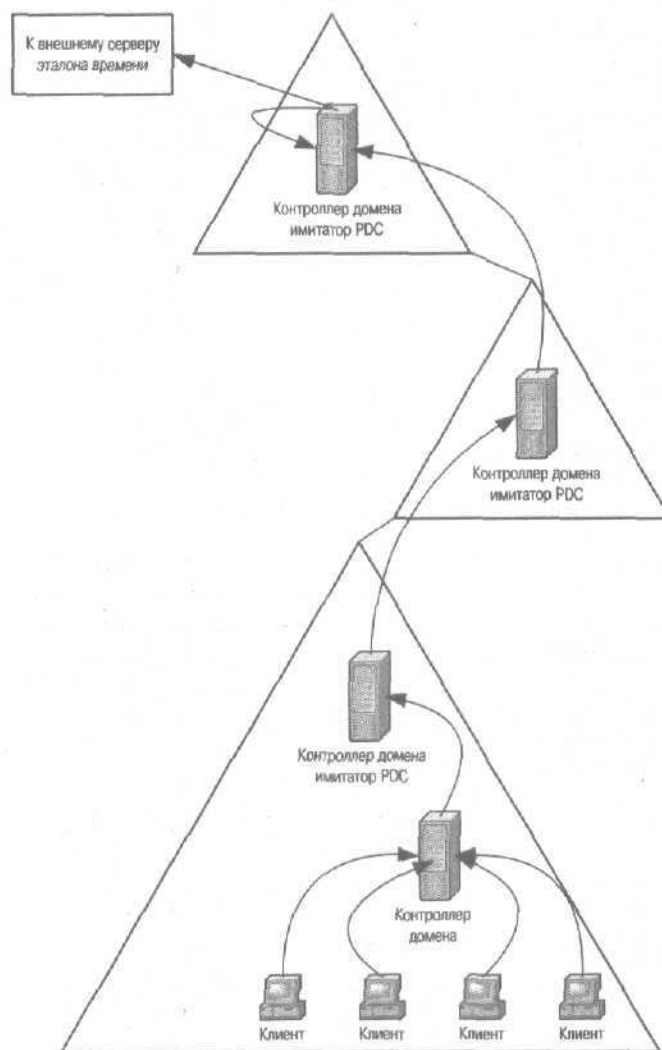 К внешнему серверу
эталона времени
Контроллер домена
имитатор PDC
Контроллер домена
имитатор PDC
Контроллер домена
имитатор PDC
Контроллер
домена
Клиент
Клиент
Клиент
Клиент